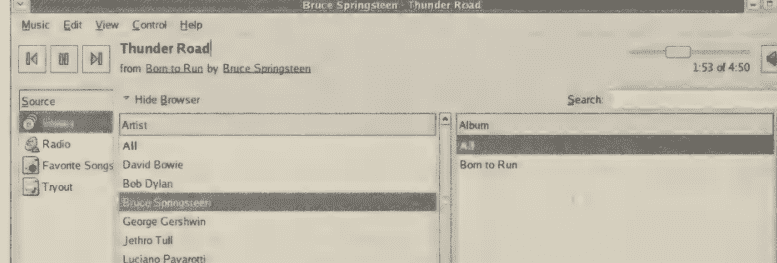 Bruce Springsteen - Thunder Road
Music Edit View Control Help
Thunder Road
from Born to Run by Bruce Springsteen
1:53 of 4:50
Source
Hide Browser
Search:
Artist
Album
All
All
Radio
Favorite Songs
David Bowie
Born to Run
Tryout
Bob Dylan
Bruce Springsteen
George Gershwin
Jethro Tull
Luciano Pavarotti